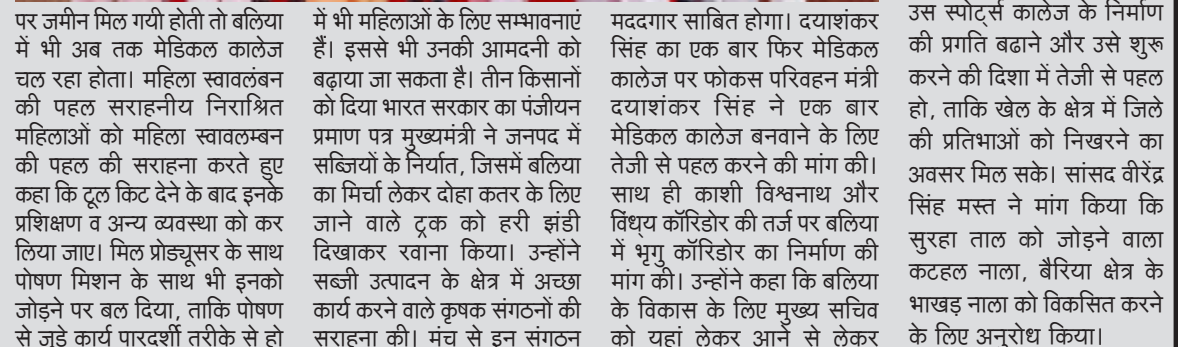 पर जमीन मिल गयी होती तो बलिया
में भी अब तक मेडिकल कालेज
चल रहा होता। महिला स्वावलंबन
की पहल सराहनीय निराश्रित
महिलाओं को महिला स्वावलम्बन
की पहल की सराहना करते हुए
कहा कि टूल किट देने के बाद इनके
प्रशिक्षण व अन्य व्यवस्था को कर
लिया जाए। मिल प्रोड्यूसर के साथ
पोषण मिशन के साथ भी इनको
जोड़ने पर बल दिया, ताकि पोषण
से जुडे कार्य पारदर्शी तरीके से हो
में भी महिलाओं के लिए सम्भावनाएं
हैं। इससे भी उनकी आमदनी को
बढ़ाया जा सकता है। तीन किसानों
को दिया भारत सरकार का पंजीयन
प्रमाण पत्र मुख्यमंत्री ने जनपद में
सब्जियों के निर्यात, जिसमें बलिया
का मिर्चा लेकर दोहा कतर के लिए
जाने वाले ट्रक को हरी झंडी
दिखाकर रवाना किया। उन्होंने
सब्जी उत्पादन के क्षेत्र में अच्छा
कार्य करने वाले कृषक संगठनों की
सराहना की। मंच से इन संगठन
मददगार साबित होगा। दयाशंकर
सिंह का एक बार फिर मेडिकल
कालेज पर फोकस परिवहन मंत्री
दयाशंकर सिंह ने एक बार
मेडिकल कालेज बनवाने के लिए
तेजी से पहल करने की मांग की।
साथ ही काशी विश्वनाथ और
विंध्य कॉरिडोर की तर्ज पर बलिया
में भृगु कॉरिडोर का निर्माण की
मांग की। उन्होंने कहा कि बलिया
के विकास के लिए मुख्य सचिव
को यहां लेकर आने से लेकर
उस स्पोर्ट्स कालेज के निर्माण
की प्रगति बढाने और उसे शुरू
करने की दिशा में तेजी से पहल
हो, ताकि खेल के क्षेत्र में जिले
की प्रतिभाओं को निखरने का
अवसर मिल सके। सांसद वीरेंद्र
सिंह मस्त ने मांग किया कि
सुरहा ताल को जोड़ने वाला
कटहल नाला, बैरिया क्षेत्र के
भाखड़ नाला को विकसित करने
के लिए अनुरोध किया।